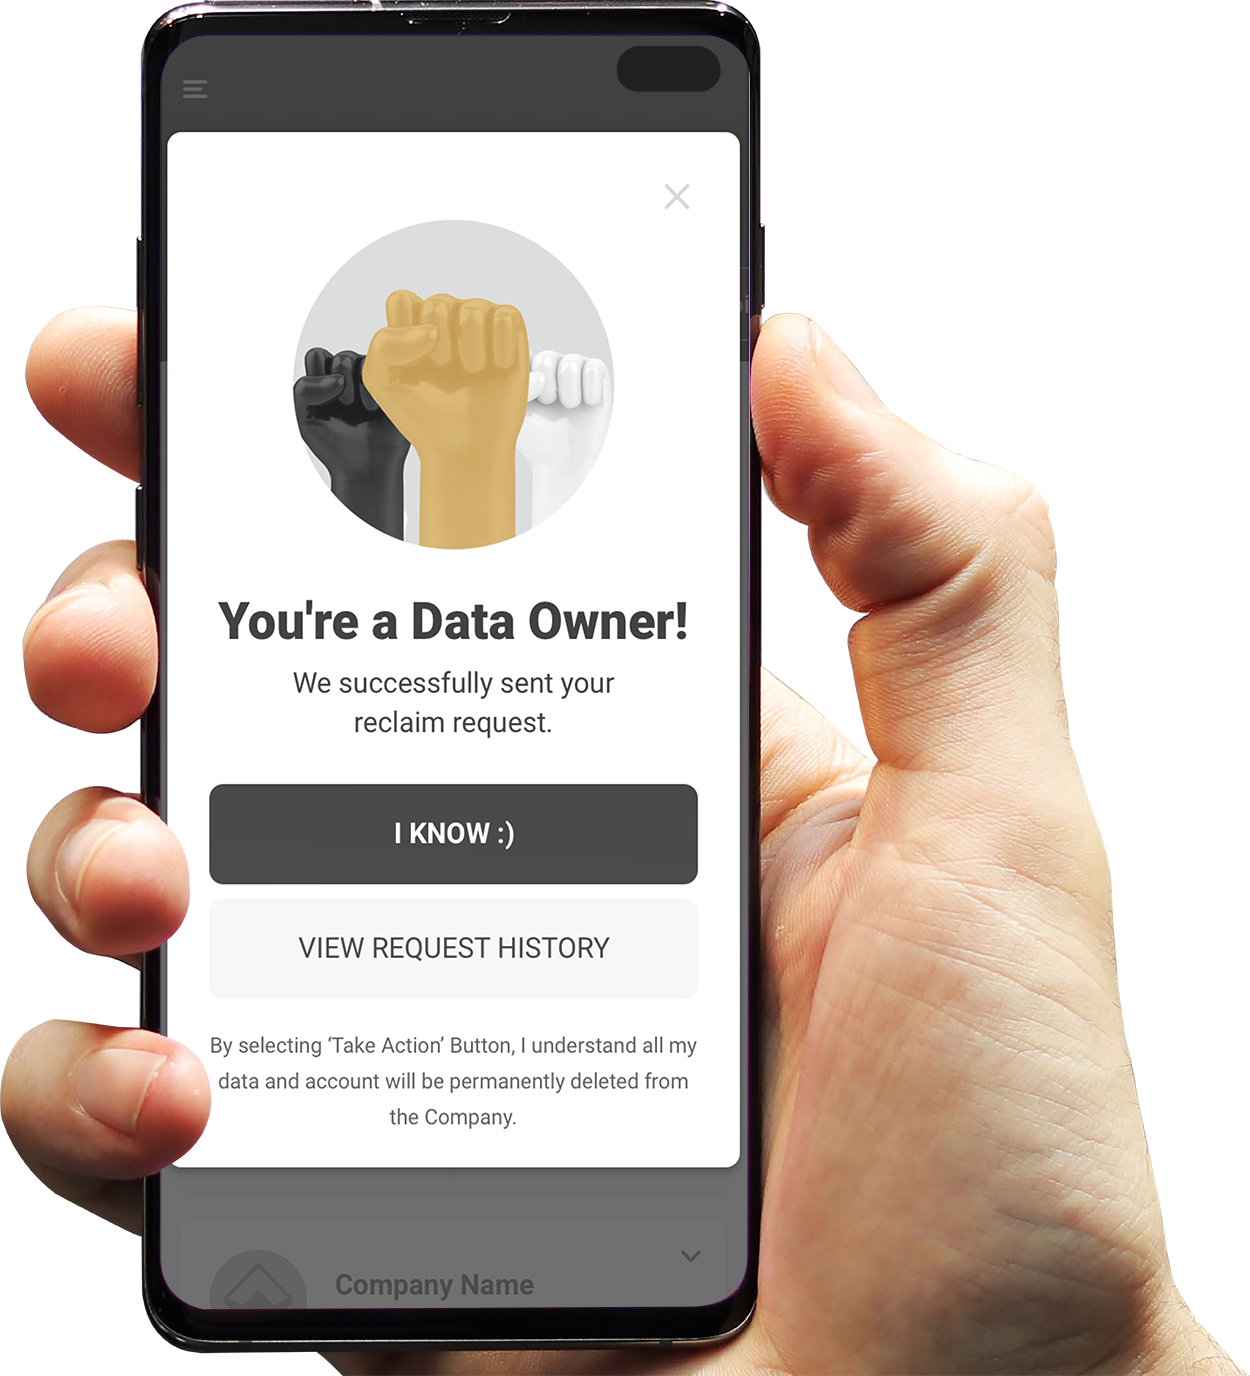 You're a Data Owner!
We successfully sent your
reclaim request.
I KNOW :)
VIEW REQUEST HISTORY
By selecting ‘Take Action’ Button, I understand all my
data and account will be permanently deleted from
the Company.
Company Name